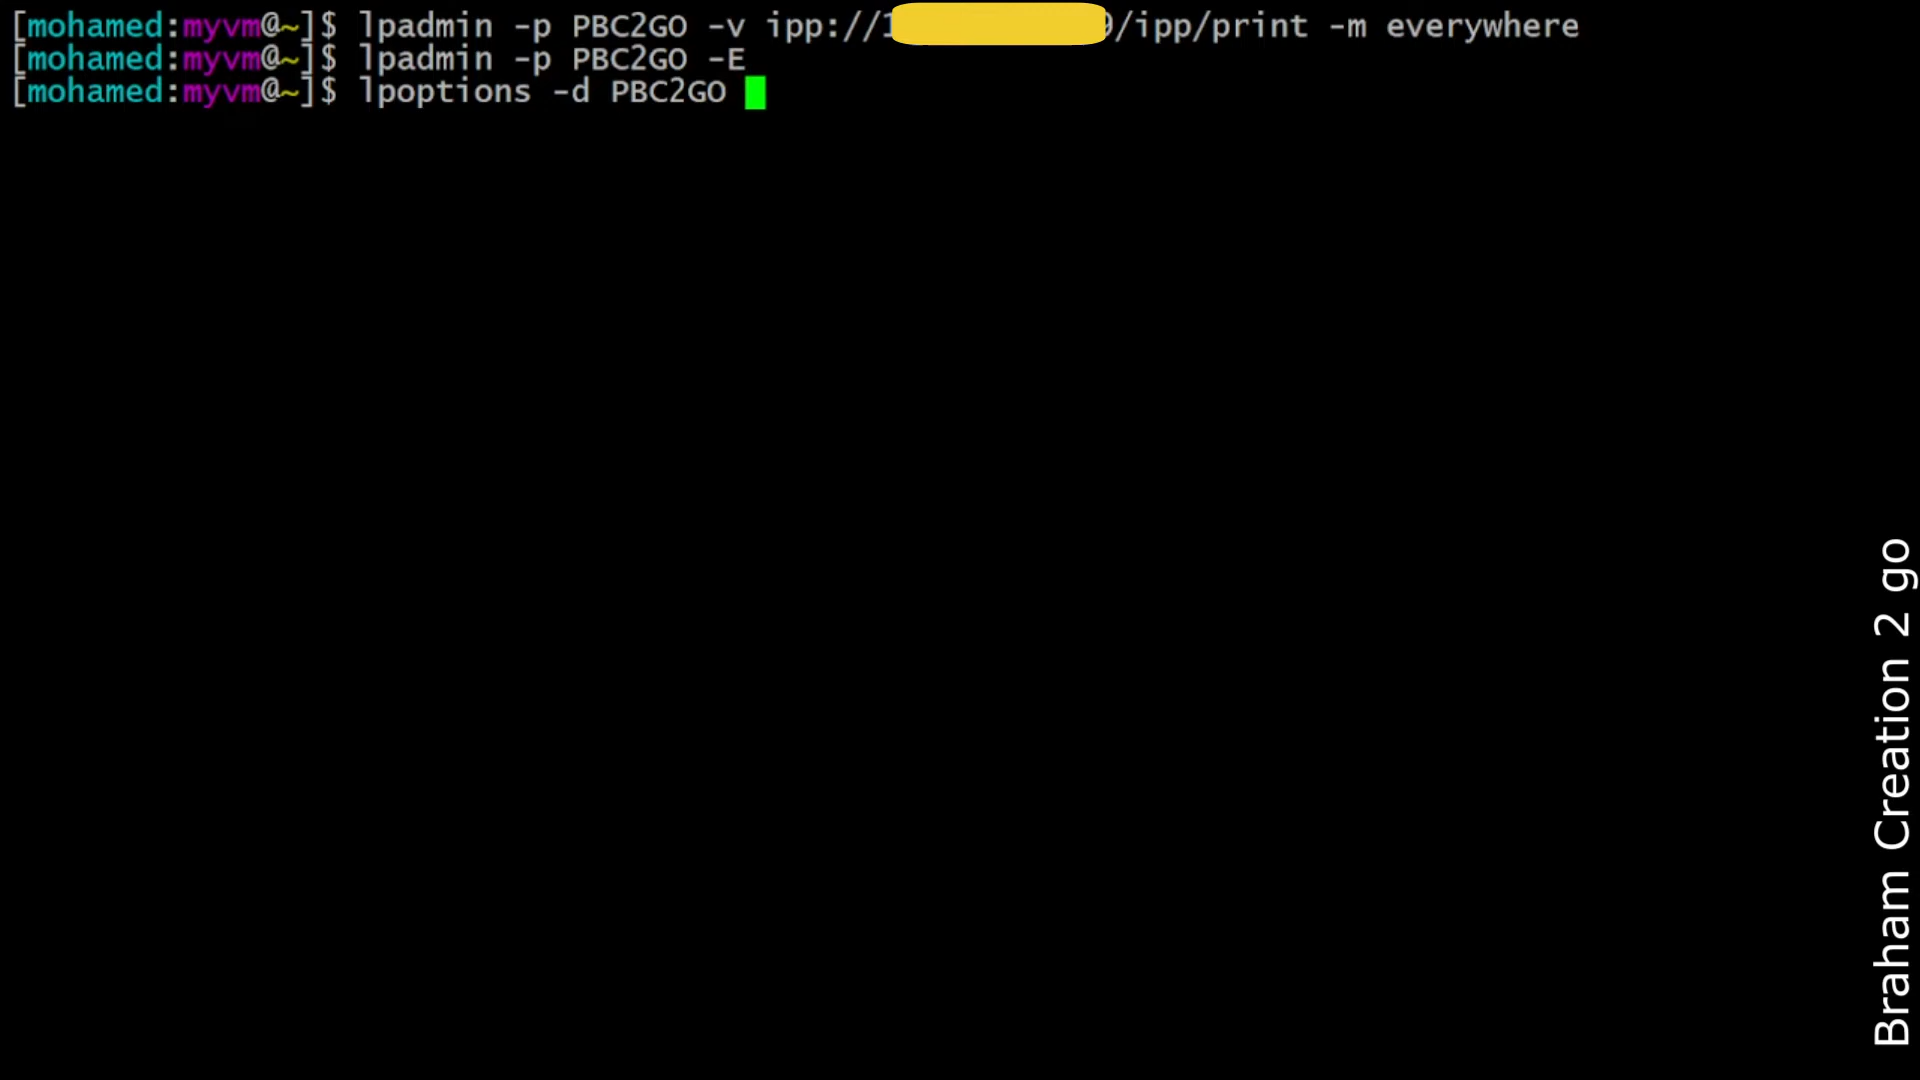 [mohamed:myvm@~]$ lpadmin -p PBC2GO -v ipp://1 9/ipp/print -m everywhere
[mohamed:myvm@~]$ lpadmin -p PBC2GO -E
[mohamed:myvm@~]$ lpoptions -d PBC2GO
Braham Creation 2 go